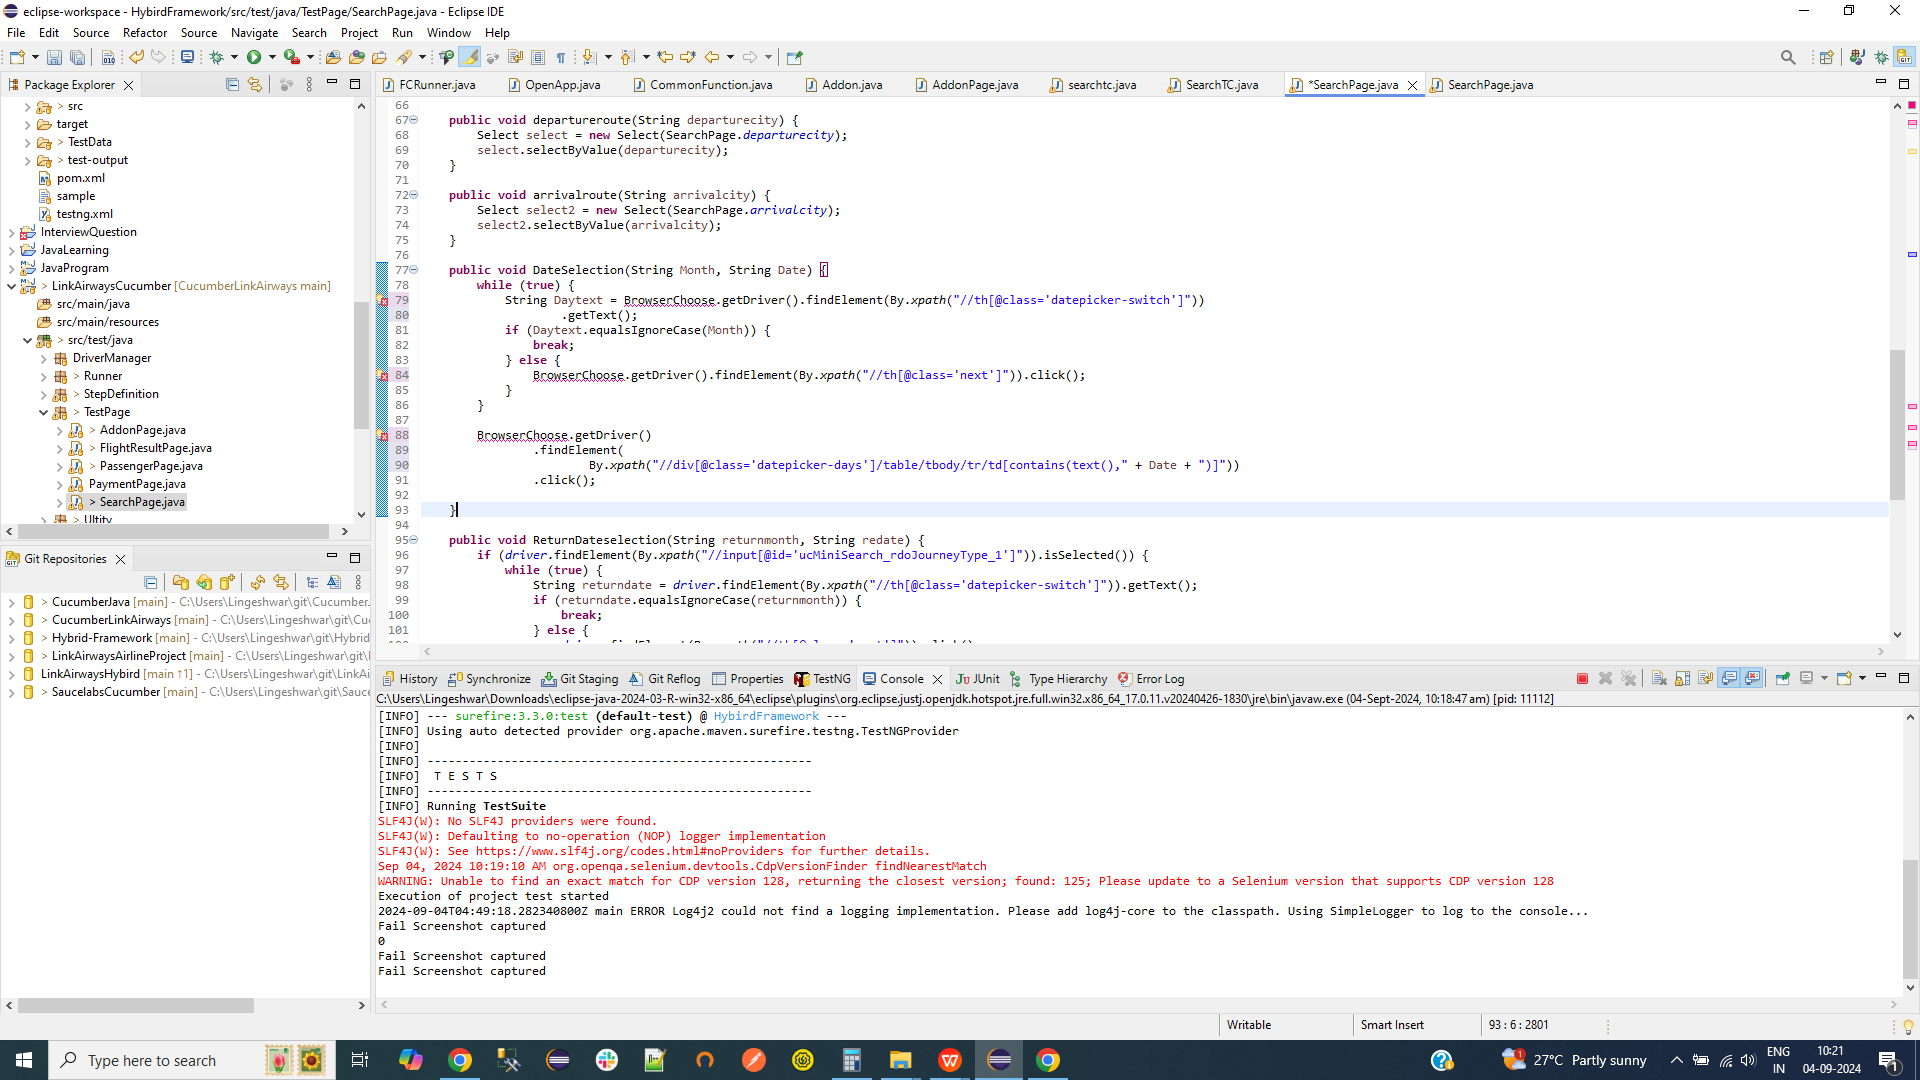 eclipse-workspace - HybirdFramework/src/test/java/TestPage/SearchPage.java - Eclipse IDE
File Edit Source Refactor Source Navigate Search Project Run Window Help
Package Explorer
> src
target
> TestData
> test-output
pom.xml
sample
testng.xml
InterviewQuestion
JavaLearning
JavaProgram
> LinkAirwaysCucumber [CucumberLinkAirways main]
src/main/java
src/main/resources
> src/test/java
DriverManager
> Runner
> StepDefinition
> TestPage
> AddonPage.java
> FlightResultPage.java
> PassengerPage.java
PaymentPage.java
> SearchPage.java
> Ultity
Git Repositories
> CucumberJava [main] - C:\Users\Lingeshwar\git\Cucumber.
> CucumberLinkAirways [main] - C:\Users\Lingeshwar\git\Cu
> Hybrid-Framework [main] - C:\Users\Lingeshwar\git\Hybrid
> LinkAirwaysAirlineProject [main] - C:\Users\Lingeshwar\git\
LinkAirwaysHybird [main ↑1] - C:\Users\Lingeshwar\git\LinkAi
> SaucelabsCucumber [main] - C:\Users\Lingeshwar\git\Sauce
FCRunner.java OpenApp.java CommonFunction.java Addon.java AddonPage.java searchtc.java SearchTC.java *SearchPage.java SearchPage.java
66
67 public void departureroute(String departurecity) {
68 Select select = new Select(SearchPage.departurecity);
69 select.selectByValue(departurecity);
70 }
71
72 public void arrivalroute(String arrivalcity) {
73 Select select2 = new Select(SearchPage.arrivalcity);
74 select2.selectByValue(arrivalcity);
75 }
76
77 public void DateSelection(String Month, String Date) {
78 while (true) {
79 String Daytext = BrowserChoose.getDriver().findElement(By.xpath("//th[@class='datepicker-switch']"))
80 .getText();
81 if (Daytext.equalsIgnoreCase(Month)) {
82 break;
83 } else {
84 BrowserChoose.getDriver().findElement(By.xpath("//th[@class='next']")).click();
85 }
86 }
87
88 BrowserChoose.getDriver()
89 .findElement(
90 By.xpath("//div[@class='datepicker-days']/table/tbody/tr/td[contains(text()," + Date + ")]"))
91 .click();
92
93 }
94
95 public void ReturnDateselection(String returnmonth, String redate) {
96 if (driver.findElement(By.xpath("//input[@id='ucMiniSearch_rdoJourneyType_1']")).isSelected()) {
97 while (true) {
98 String returndate = driver.findElement(By.xpath("//th[@class='datepicker-switch']")).getText();
99 if (returndate.equalsIgnoreCase(returnmonth)) {
100 break;
101 } else {
History Synchronize Git Staging Git Reflog Properties TestNG Console JUnit Type Hierarchy Error Log
C:\Users\Lingeshwar\Downloads\eclipse-java-2024-03-R-win32-x86_64\eclipse\plugins\org.eclipse.justj.openjdk.hotspot.jre.full.win32.x86_64_17.0.11.v20240426-1830\jre\bin\javaw.exe (04-Sept-2024, 10:18:47 am) [pid: 11112]
[INFO] --- surefire:3.3.0:test (default-test) @ HybirdFramework ---
[INFO] Using auto detected provider org.apache.maven.surefire.testng.TestNGProvider
[INFO]
[INFO] -------------------------------------------------------
[INFO]  T E S T S
[INFO] -------------------------------------------------------
[INFO] Running TestSuite
SLF4J(W): No SLF4J providers were found.
SLF4J(W): Defaulting to no-operation (NOP) logger implementation
SLF4J(W): See https://www.slf4j.org/codes.html#noProviders for further details.
Sep 04, 2024 10:19:10 AM org.openqa.selenium.devtools.CdpVersionFinder findNearestMatch
WARNING: Unable to find an exact match for CDP version 128, returning the closest version; found: 125; Please update to a Selenium version that supports CDP version 128
Execution of project test started
2024-09-04T04:49:18.282340800Z main ERROR Log4j2 could not find a logging implementation. Please add log4j-core to the classpath. Using SimpleLogger to log to the console...
Fail Screenshot captured
0
Fail Screenshot captured
Fail Screenshot captured
Writable Smart Insert 93 : 6 : 2801
Type here to search
27°C Partly sunny
ENG
IN
10:21
04-09-2024